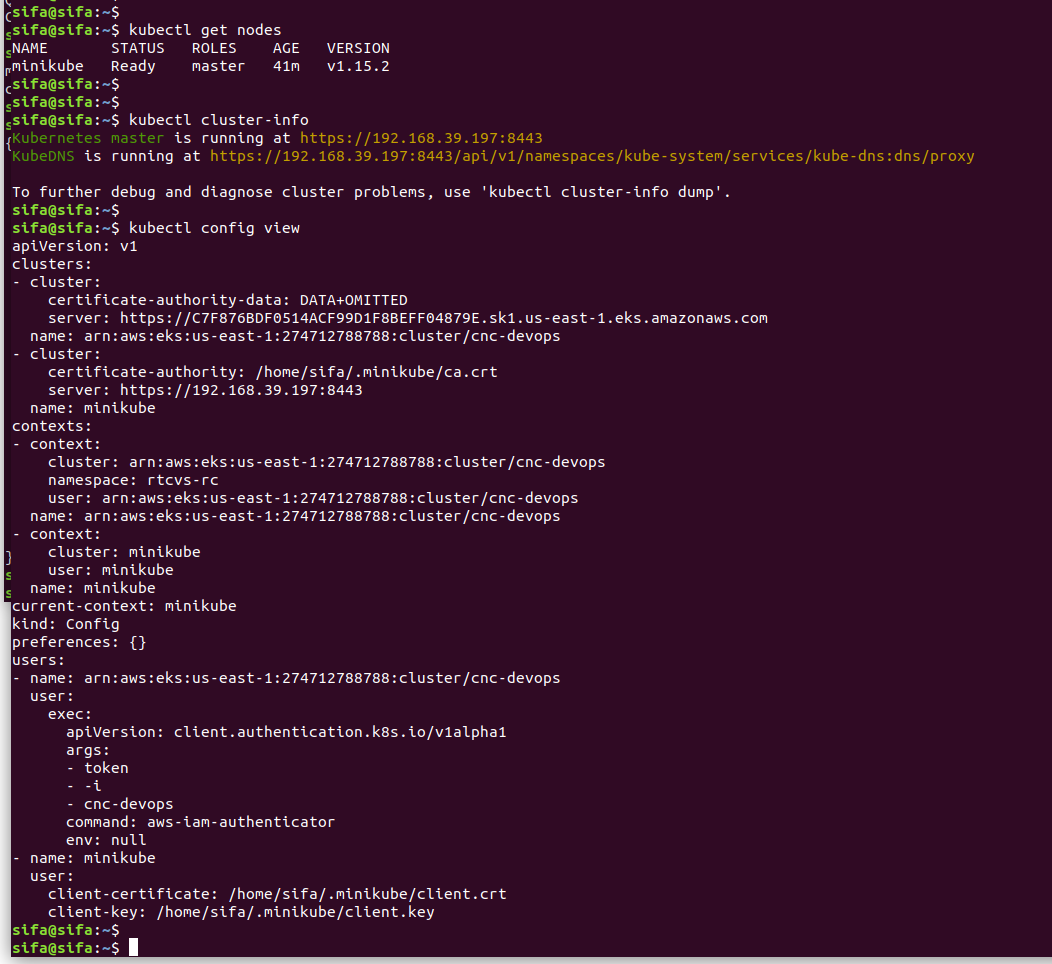 sifa@sifa:~$
sifa@sifa:~$ kubectl get nodes
NAME       STATUS   ROLES    AGE   VERSION
minikube   Ready    master   41m   v1.15.2
sifa@sifa:~$
sifa@sifa:~$
sifa@sifa:~$ kubectl cluster-info
Kubernetes master is running at https://192.168.39.197:8443
KubeDNS is running at https://192.168.39.197:8443/api/v1/namespaces/kube-system/services/kube-dns:dns/proxy

To further debug and diagnose cluster problems, use 'kubectl cluster-info dump'.
sifa@sifa:~$
sifa@sifa:~$ kubectl config view
apiVersion: v1
clusters:
- cluster:
    certificate-authority-data: DATA+OMITTED
    server: https://C7F876BDF0514ACF99D1F8BEFF04879E.sk1.us-east-1.eks.amazonaws.com
  name: arn:aws:eks:us-east-1:274712788788:cluster/cnc-devops
- cluster:
    certificate-authority: /home/sifa/.minikube/ca.crt
    server: https://192.168.39.197:8443
  name: minikube
contexts:
- context:
    cluster: arn:aws:eks:us-east-1:274712788788:cluster/cnc-devops
    namespace: rtcvs-rc
    user: arn:aws:eks:us-east-1:274712788788:cluster/cnc-devops
  name: arn:aws:eks:us-east-1:274712788788:cluster/cnc-devops
- context:
    cluster: minikube
    user: minikube
  name: minikube
current-context: minikube
kind: Config
preferences: {}
users:
- name: arn:aws:eks:us-east-1:274712788788:cluster/cnc-devops
  user:
    exec:
      apiVersion: client.authentication.k8s.io/v1alpha1
      args:
      - token
      - -i
      - cnc-devops
      command: aws-iam-authenticator
      env: null
- name: minikube
  user:
    client-certificate: /home/sifa/.minikube/client.crt
    client-key: /home/sifa/.minikube/client.key
sifa@sifa:~$
sifa@sifa:~$